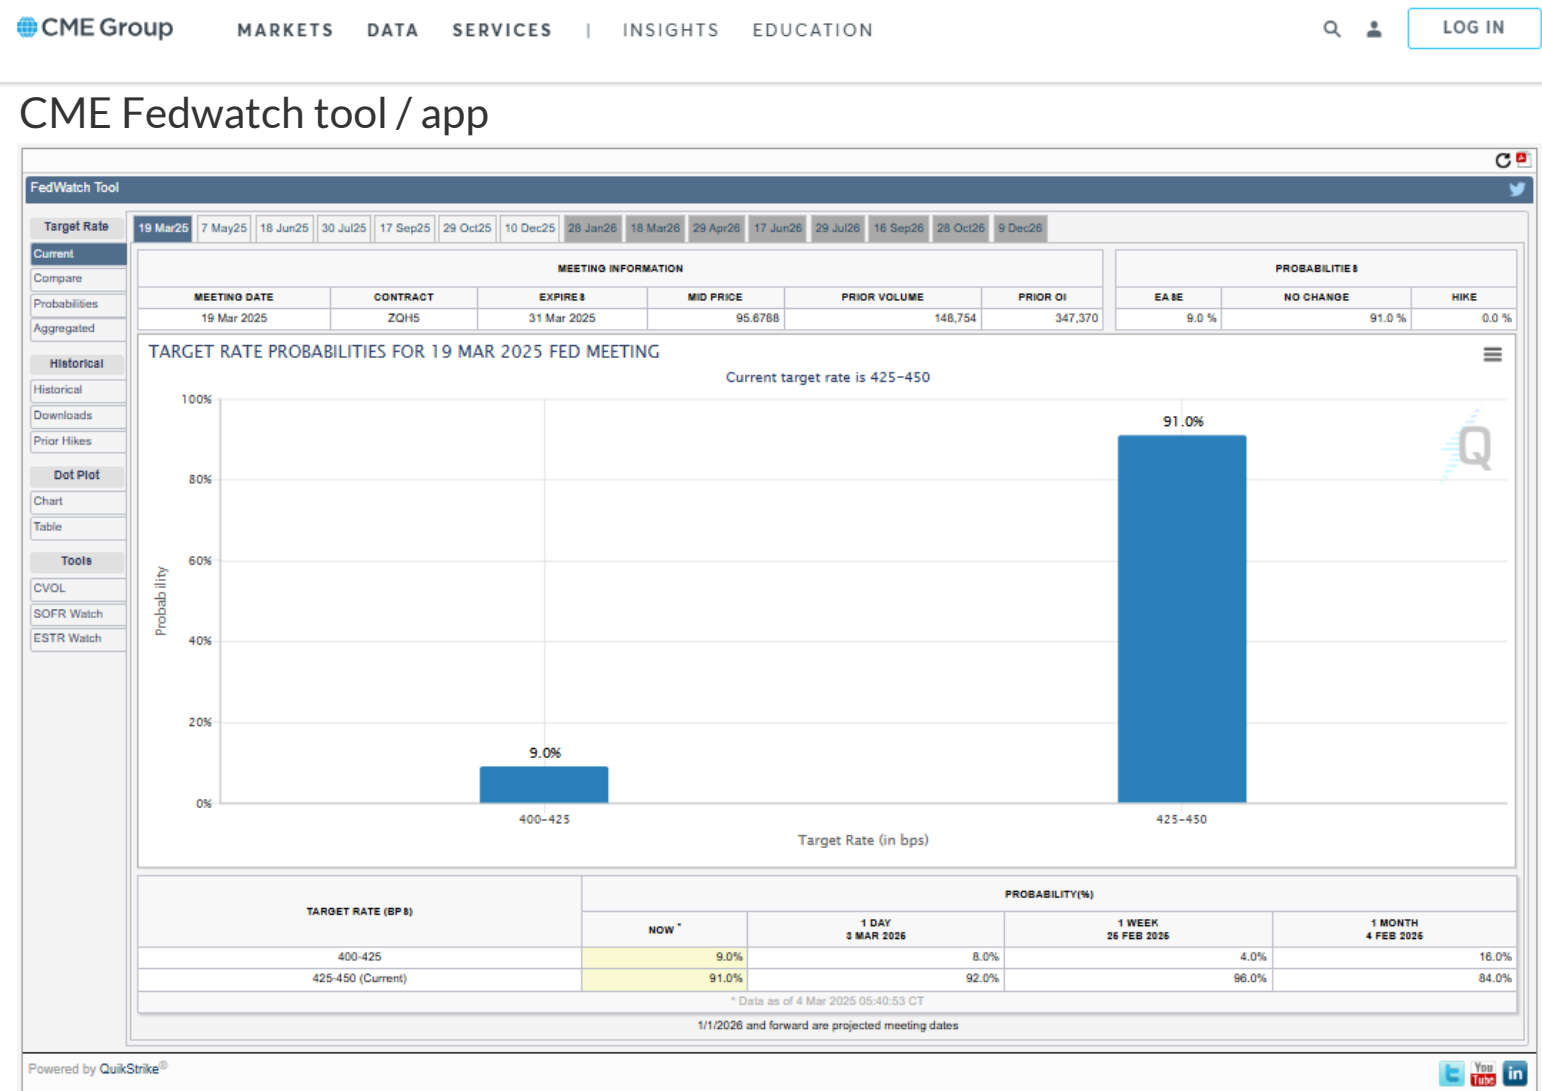 CME Group
MARKETS DATA SERVICES | INSIGHTS EDUCATION
LOG IN
CME Fedwatch tool / app
FedWatch Tool
Target Rate
Current
Compare
Probabilities
Aggregated
Historical
Historical
Downloads
Prior Hikes
Dot Plot
Chart
Table
Tools
CVOL
SOFR Watch
ESTR Watch
19 Mar25 7 May25 18 Jun25 30 Jul25 17 Sep25 29 Oct25 10 Dec25 28 Jan26 18 Mar26 29 Apr26 17 Jun26 29 Jul26 16 Sep26 28 Oct26 9 Dec26
MEETING INFORMATION
MEETING DATE CONTRACT EXPIRES MID PRICE PRIOR VOLUME PRIOR OI
19 Mar 2025 ZQH5 31 Mar 2025 95.6788 148,754 347,370
PROBABILITIES
EASE NO CHANGE HIKE
9.0 % 91.0 % 0.0 %
TARGET RATE PROBABILITIES FOR 19 MAR 2025 FED MEETING
Current target rate is 425-450
Probability
100%
80%
60%
40%
20%
0%
9.0%
91.0%
Q
400-425 425-450
Target Rate (in bps)
TARGET RATE (BPS) PROBABILITY(%)
NOW * 1 DAY 1 WEEK 1 MONTH
3 MAR 2025 25 FEB 2025 4 FEB 2025
400-425 9.0% 8.0% 4.0% 16.0%
425-450 (Current) 91.0% 92.0% 96.0% 84.0%
* Data as of 4 Mar 2025 05:40:53 CT
1/1/2026 and forward are projected meeting dates
Powered by QuikStrike®
You Tube
in